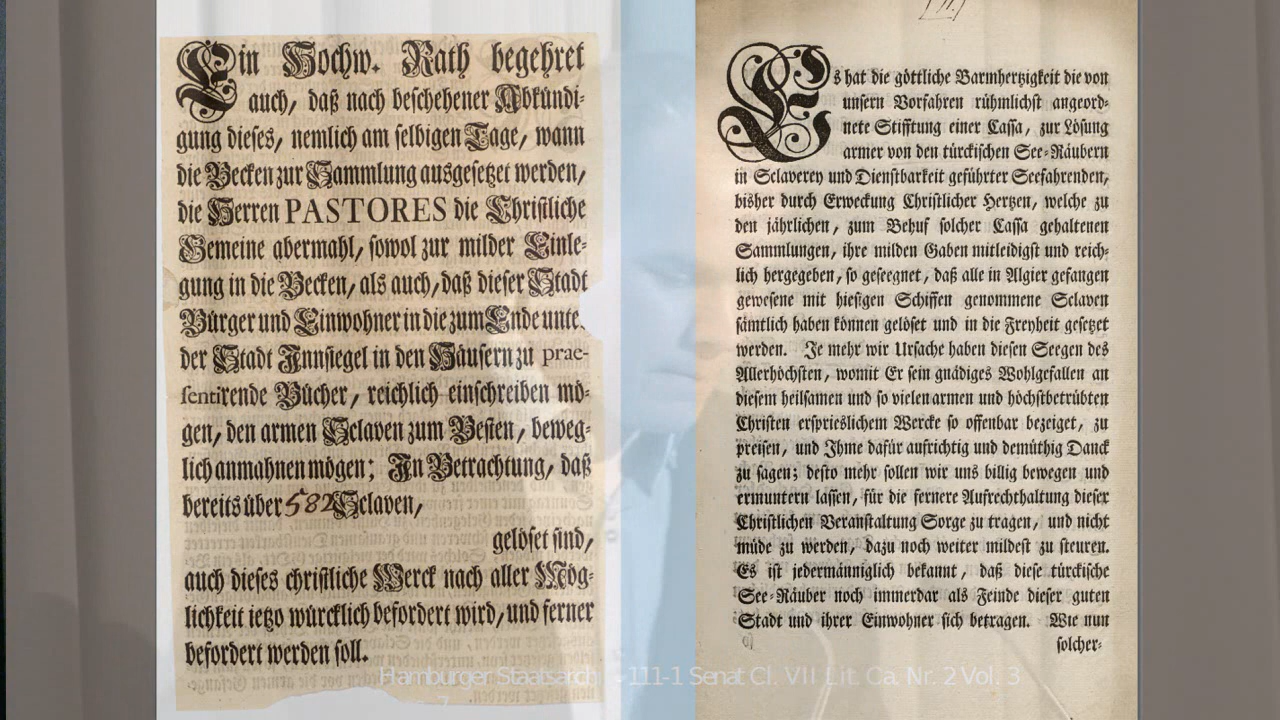 Ein Hochw. Rath begehret
auch, daß nach beschehener Abkündi-
gung dieses, nemlich am selbigen Tage, wann
die Becken zur Sammlung ausgesetzet werden,
die Herren PASTORES die Christliche
Gemeine abermahl, sowol zur milder Einle-
gung in die Becken, als auch, daß dieser Stadt
Bürger und Einwohner in die zum Ende unte
der Stadt Innsiegel in den Häusern zu prae-
sentirende Bücher, reichlich einschreiben mö-
gen, den armen Sclaven zum Besten, beweg-
lich anmahnen mögen; In Betrachtung, daß
bereits über 582 Sclaven,
gelöset sind,
auch dieses christliche Werck nach aller Mög-
lichkeit ietzo würcklich befordert wird, und ferner
befordert werden soll.
Es hat die göttliche Barmhertzigkeit die von
unsern Vorfahren rühmlichst angeord-
nete Stifftung einer Cassa, zur Lösung
armer von den türckischen See-Räubern
in Sclaverey und Dienstbarkeit geführter Seefahrenden,
bisher durch Erweckung Christlicher Hertzen, welche zu
den jährlichen, zum Behuf solcher Cassa gehaltenen
Sammlungen, ihre milden Gaben mitleidigst und reich-
lich hergegeben, so geseegnet, daß alle in Algier gefangen
gewesene mit hiesigen Schiffen genommene Sclaven
sämtlich haben können gelöset und in die Freyheit gesetzet
werden. Je mehr wir Ursache haben diesen Seegen des
Allerhöchsten, womit Er sein gnädiges Wohlgefallen an
diesem heilsamen und so vielen armen und höchstbetrübten
Christen ersprieslichem Wercke so offenbar bezeiget, zu
preisen, und Ihme dafür aufrichtig und demüthig Danck
zu sagen; desto mehr sollen wir uns billig bewegen und
ermuntern lassen, für die fernere Aufrechthaltung dieser
Christlichen Veranstaltung Sorge zu tragen, und nicht
müde zu werden, dazu noch weiter mildest zu steuren.
Es ist jedermänniglich bekannt, daß diese türckische
See-Räuber noch immerdar als Feinde dieser guten
Stadt und ihrer Einwohner sich betragen. Wie nun
solcher-
Hamburger Staatsarch - 111-1 Senat Cl. VII Lit. Ca. Nr. 2 Vol. 3
7